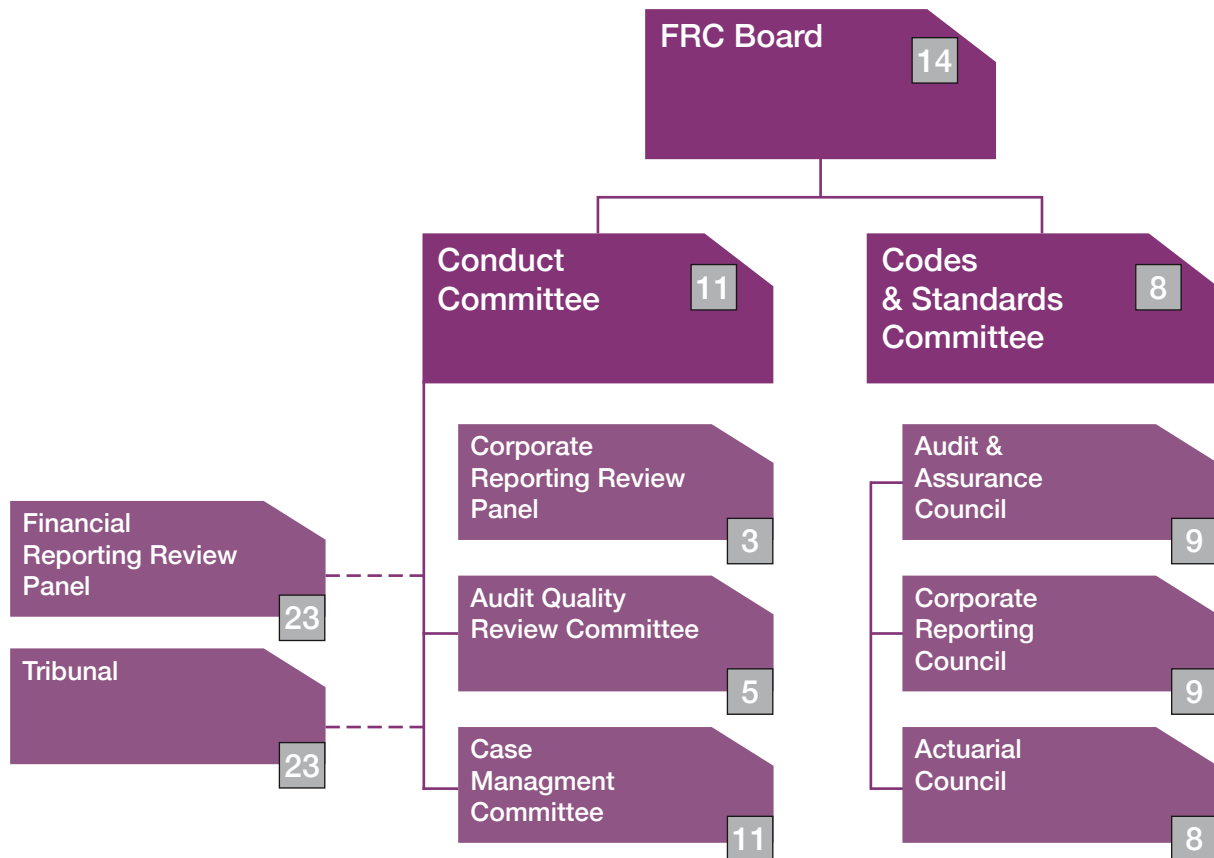 FRC Board
14
Conduct
Committee
11
Codes
& Standards
Committee
8
Corporate
Reporting Review
Panel
3
Audit &
Assurance
Council
9
Financial
Reporting Review
Panel
23
Audit Quality
Review Committee
5
Corporate
Reporting
Council
9
Tribunal
23
Case
Managment
Committee
11
Actuarial
Council
8